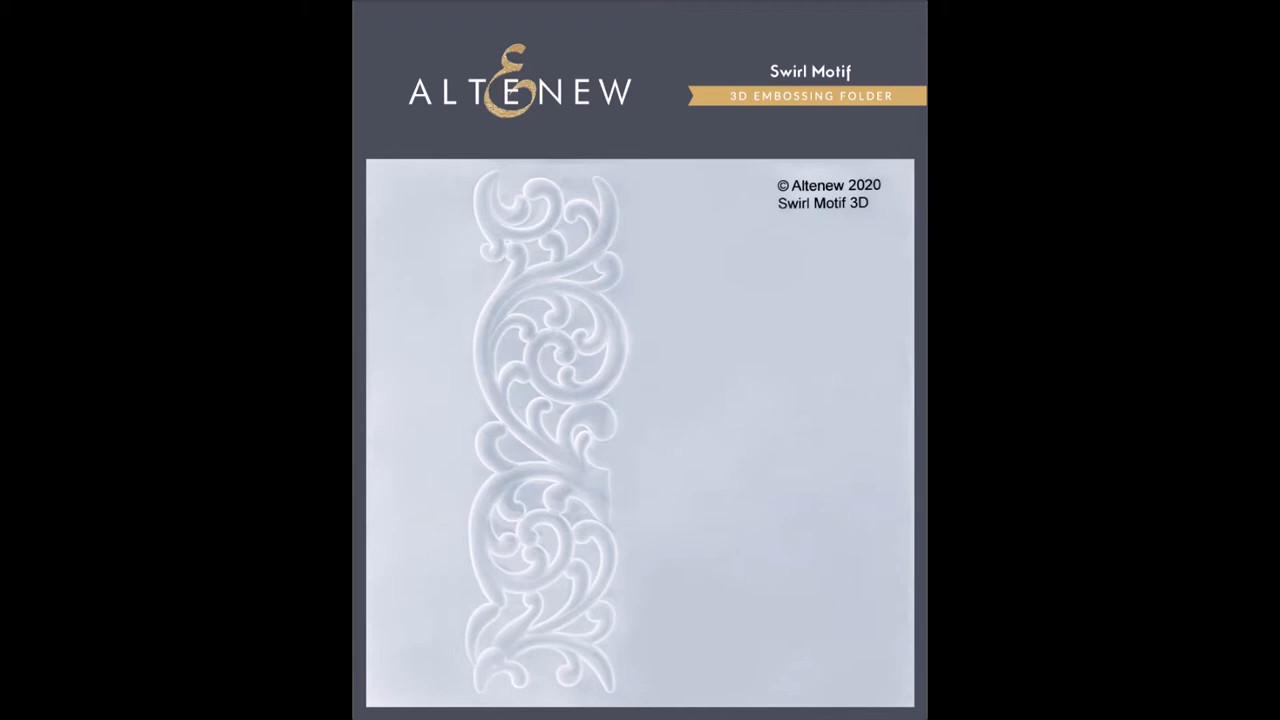 ALTENEW
Swirl Motif
3D EMBOSSING FOLDER
© Altenew 2020
Swirl Motif 3D